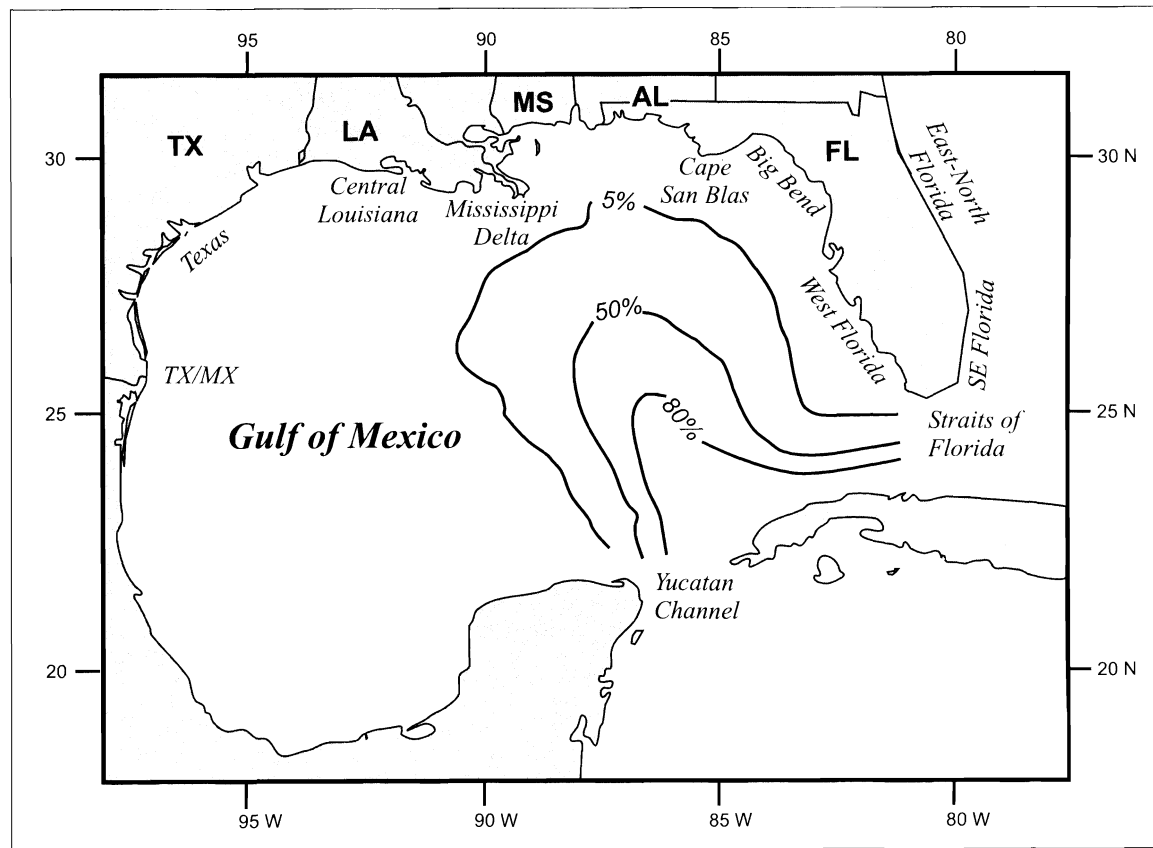 95
90
85
80
TX
LA
MS
AL
FL
30
30 N
Central
Louisiana
Mississippi
Delta
Cape
San Blas
Big Bend
East-North
Florida
Texas
5%
50%
80%
West Florida
SE Florida
TX/MX
25
25 N
Gulf of Mexico
Straits of
Florida
Yucatan
Channel
20
20 N
95 W
90 W
85 W
80 W